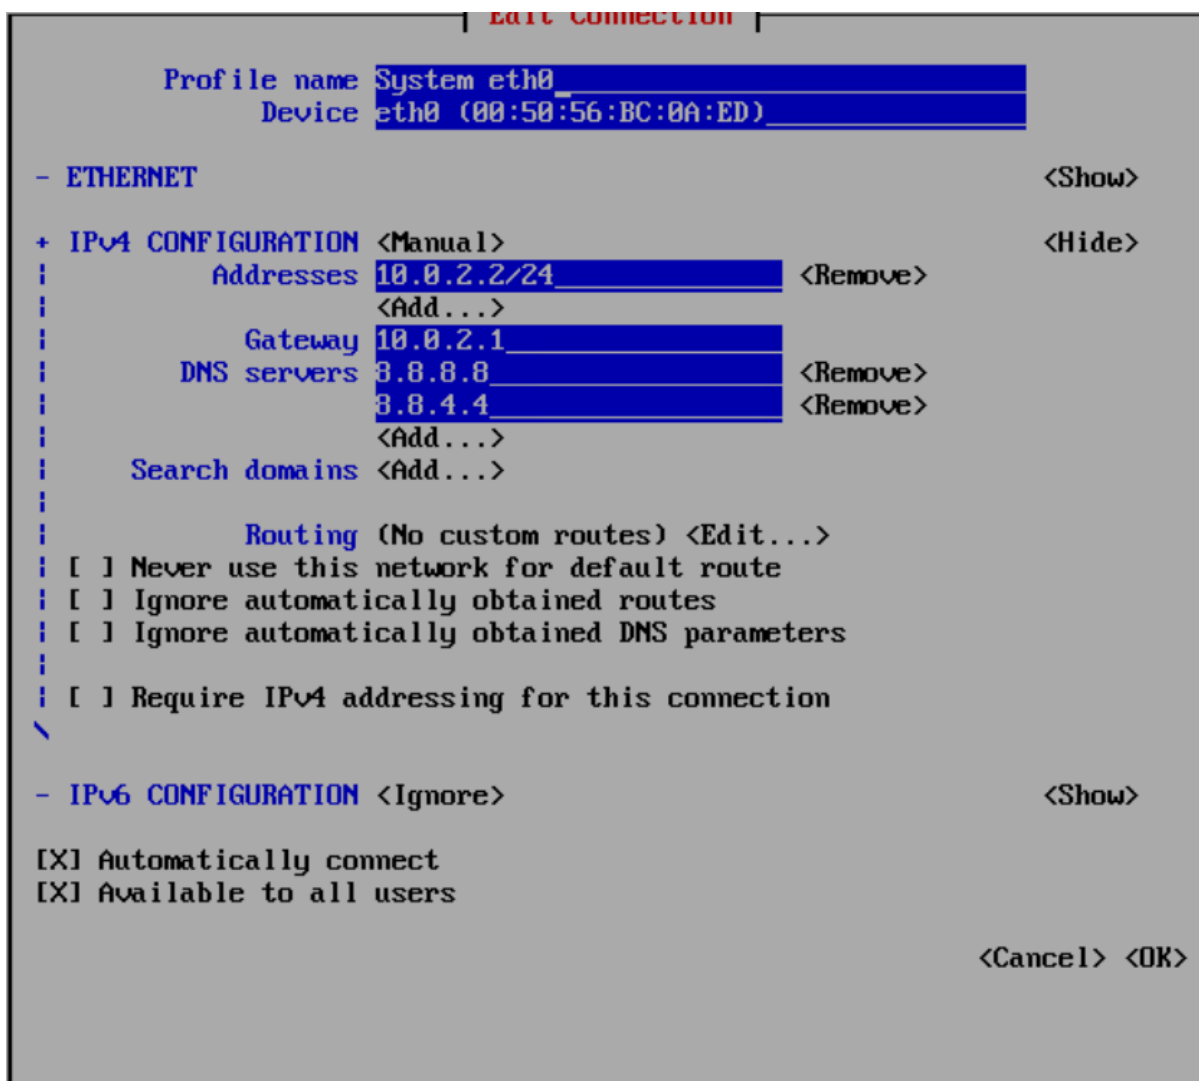 Edit Connection
Profile name System eth0
Device eth0 (00:50:56:BC:0A:ED)
- ETHERNET <Show>
+ IPv4 CONFIGURATION <Manual> <Hide>
Addresses 10.0.2.2/24 <Remove>
<Add...>
Gateway 10.0.2.1
DNS servers 8.8.8.8 <Remove>
8.8.4.4 <Remove>
<Add...>
Search domains <Add...>
Routing (No custom routes) <Edit...>
[ ] Never use this network for default route
[ ] Ignore automatically obtained routes
[ ] Ignore automatically obtained DNS parameters
[ ] Require IPv4 addressing for this connection
- IPv6 CONFIGURATION <Ignore> <Show>
[X] Automatically connect
[X] Available to all users
<Cancel> <OK>